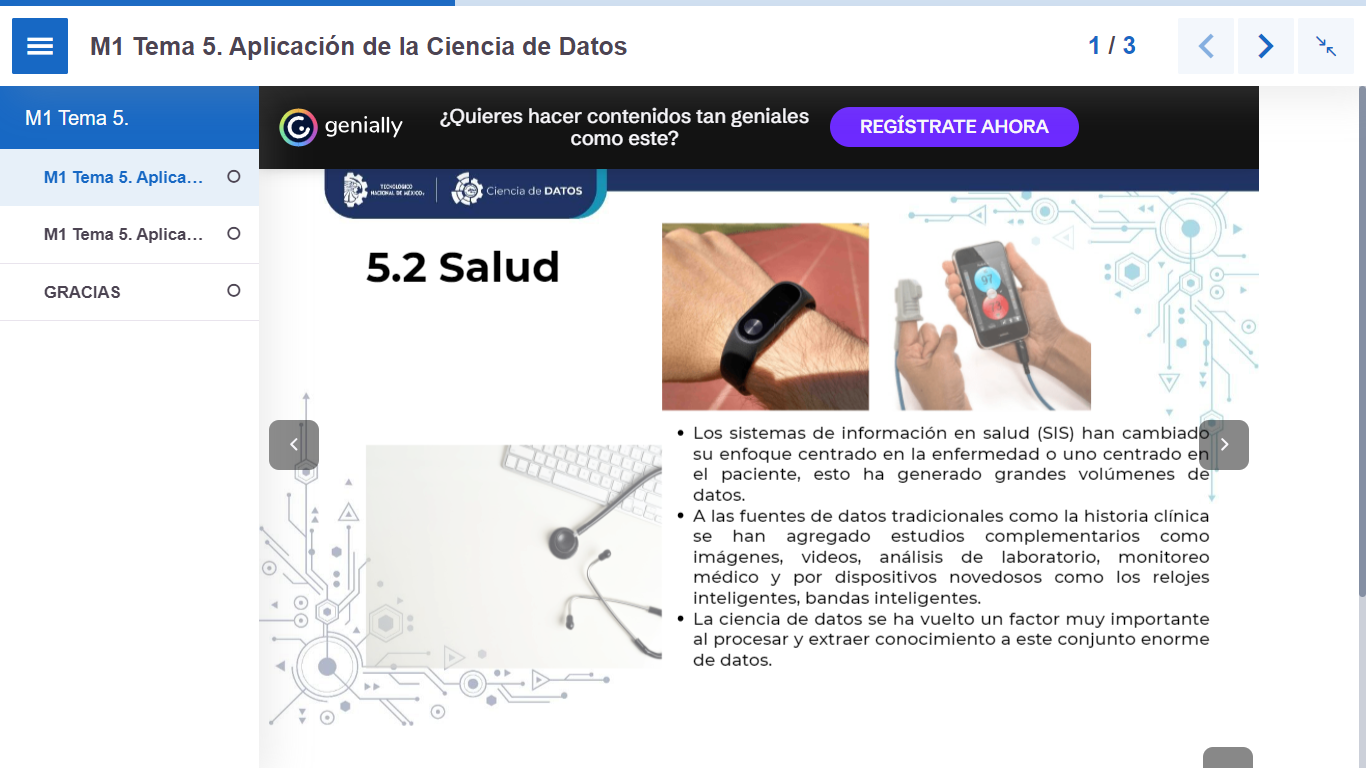 M1 Tema 5. Aplicación de la Ciencia de Datos
1 / 3
M1 Tema 5.
M1 Tema 5. Aplica...
M1 Tema 5. Aplica...
GRACIAS
genially
¿Quieres hacer contenidos tan geniales
como este?
REGÍSTRATE AHORA
TECNOLÓGICO
NACIONAL DE MÉXICO
Ciencia de DATOS
5.2 Salud
97
73
• Los sistemas de información en salud (SIS) han cambiado
su enfoque centrado en la enfermedad o uno centrado en
el paciente, esto ha generado grandes volúmenes de
datos.
• A las fuentes de datos tradicionales como la historia clínica
se han agregado estudios complementarios como
imágenes, videos, análisis de laboratorio, monitoreo
médico y por dispositivos novedosos como los relojes
inteligentes, bandas inteligentes.
• La ciencia de datos se ha vuelto un factor muy importante
al procesar y extraer conocimiento a este conjunto enorme
de datos.